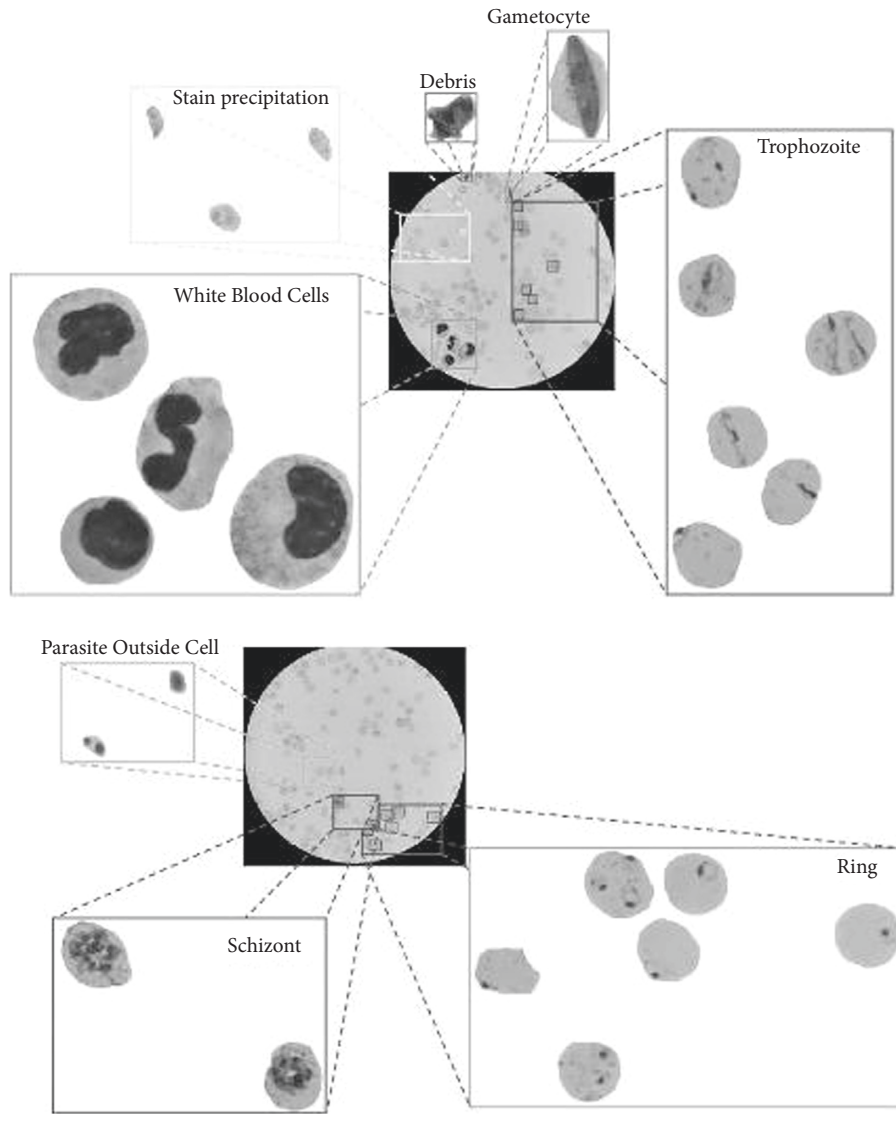 Gametocyte
Debris
Stain precipitation
Trophozoite
White Blood Cells
Parasite Outside Cell
Ring
Schizont